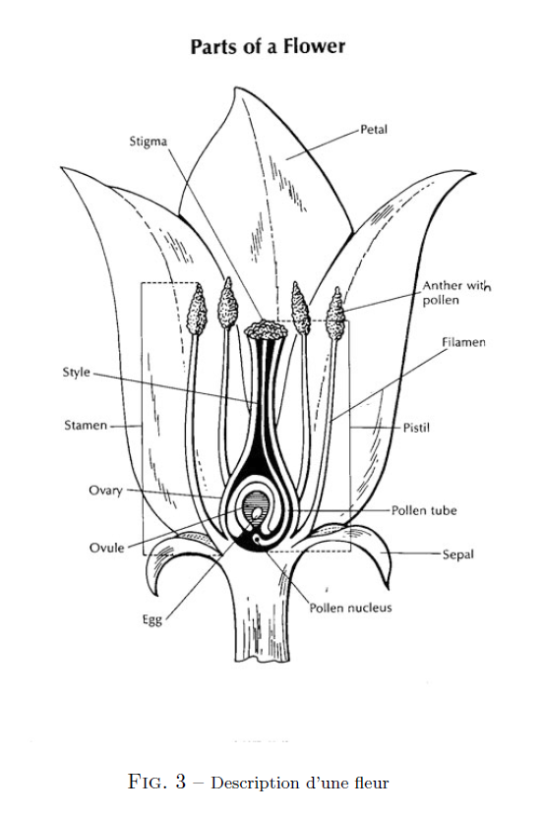 Parts of a Flower
Petal
Stigma
Anther with
pollen
Filamen
Style
Stamen
Pistil
Ovary
Pollen tube
Ovule
Sepal
Pollen nucleus
Egg
FIG. 3 – Description d'une fleur